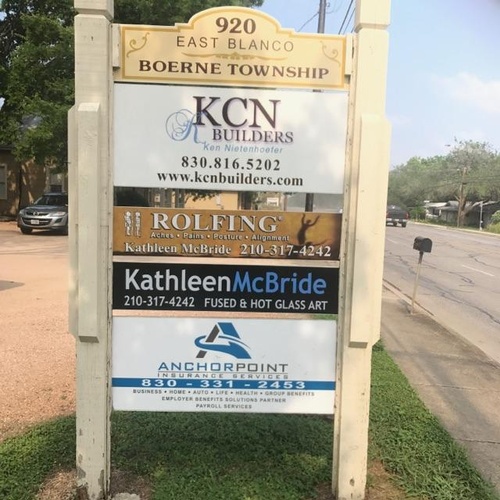 920
EAST BLANCO
BOERNE TOWNSHIP
KCN
BUILDERS
Ken Nietenhoefer
830.816.5202
www.kcnbuilders.com
ROLFING®
Aches • Pains • Posture • Alignment
Kathleen McBride 210-317-4242
KathleenMcBride
210-317-4242 FUSED & HOT GLASS ART
ANCHORPOINT
INSURANCE SERVICES
830 - 331 - 2453
BUSINESS • HOME • AUTO • LIFE • HEALTH • GROUP BENEFITS
EMPLOYER BENEFITS SOLUTIONS PARTNER
PAYROLL SERVICES